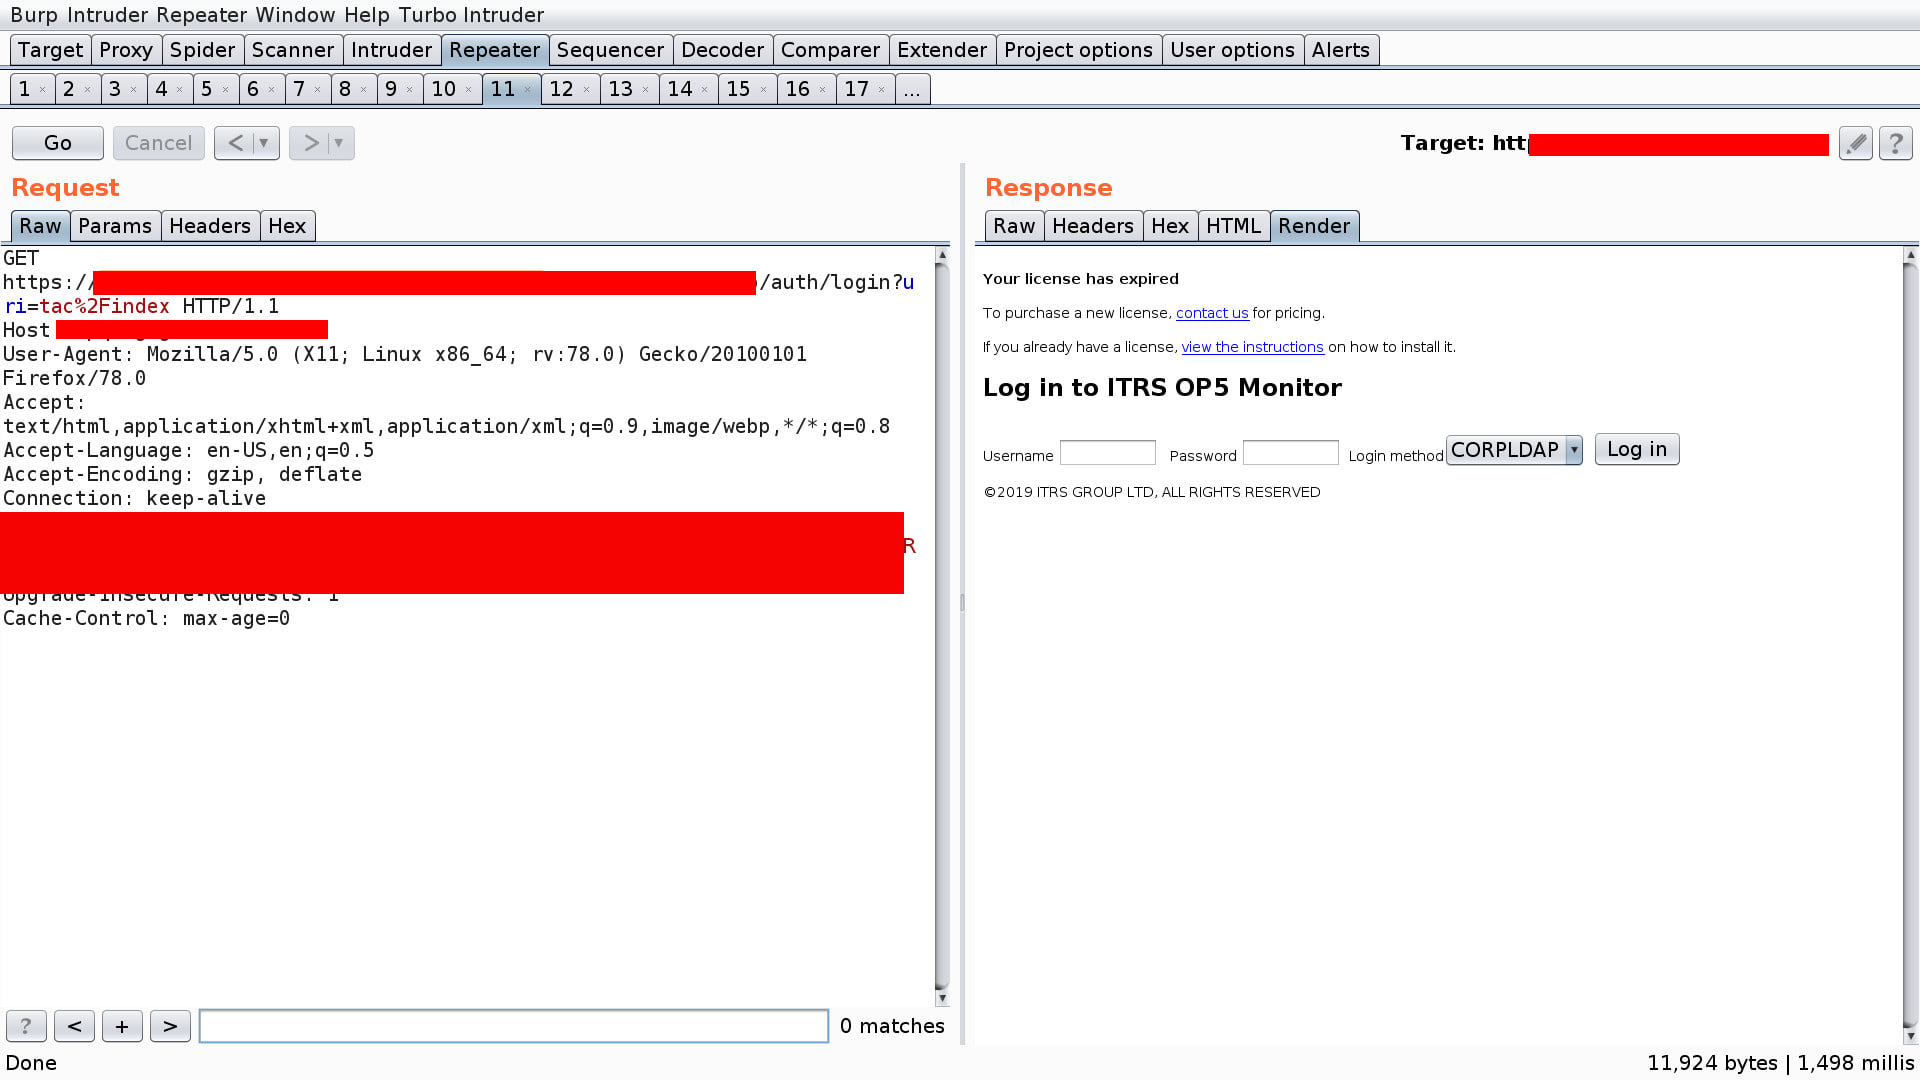 Burp Intruder Repeater Window Help Turbo Intruder
Target Proxy Spider Scanner Intruder Repeater Sequencer Decoder Comparer Extender Project options User options Alerts
1 × 2 × 3 × 4 × 5 × 6 × 7 × 8 × 9 × 10 × 11 × 12 × 13 × 14 × 15 × 16 × 17 × ...
Go Cancel < > Target: htt ?
Request
Raw Params Headers Hex
GET
https:// /auth/login?u
ri=tac%2Findex HTTP/1.1
Host
User-Agent: Mozilla/5.0 (X11; Linux x86_64; rv:78.0) Gecko/20100101
Firefox/78.0
Accept:
text/html,application/xhtml+xml,application/xml;q=0.9,image/webp,*/*;q=0.8
Accept-Language: en-US,en;q=0.5
Accept-Encoding: gzip, deflate
Connection: keep-alive
R
Upgrade-Insecure-Requests: 1
Cache-Control: max-age=0
? < + > 0 matches
Done
Response
Raw Headers Hex HTML Render
Your license has expired
To purchase a new license, contact us for pricing.
If you already have a license, view the instructions on how to install it.
Log in to ITRS OP5 Monitor
Username Password Login method CORPLDAP Log in
©2019 ITRS GROUP LTD, ALL RIGHTS RESERVED
11,924 bytes | 1,498 millis